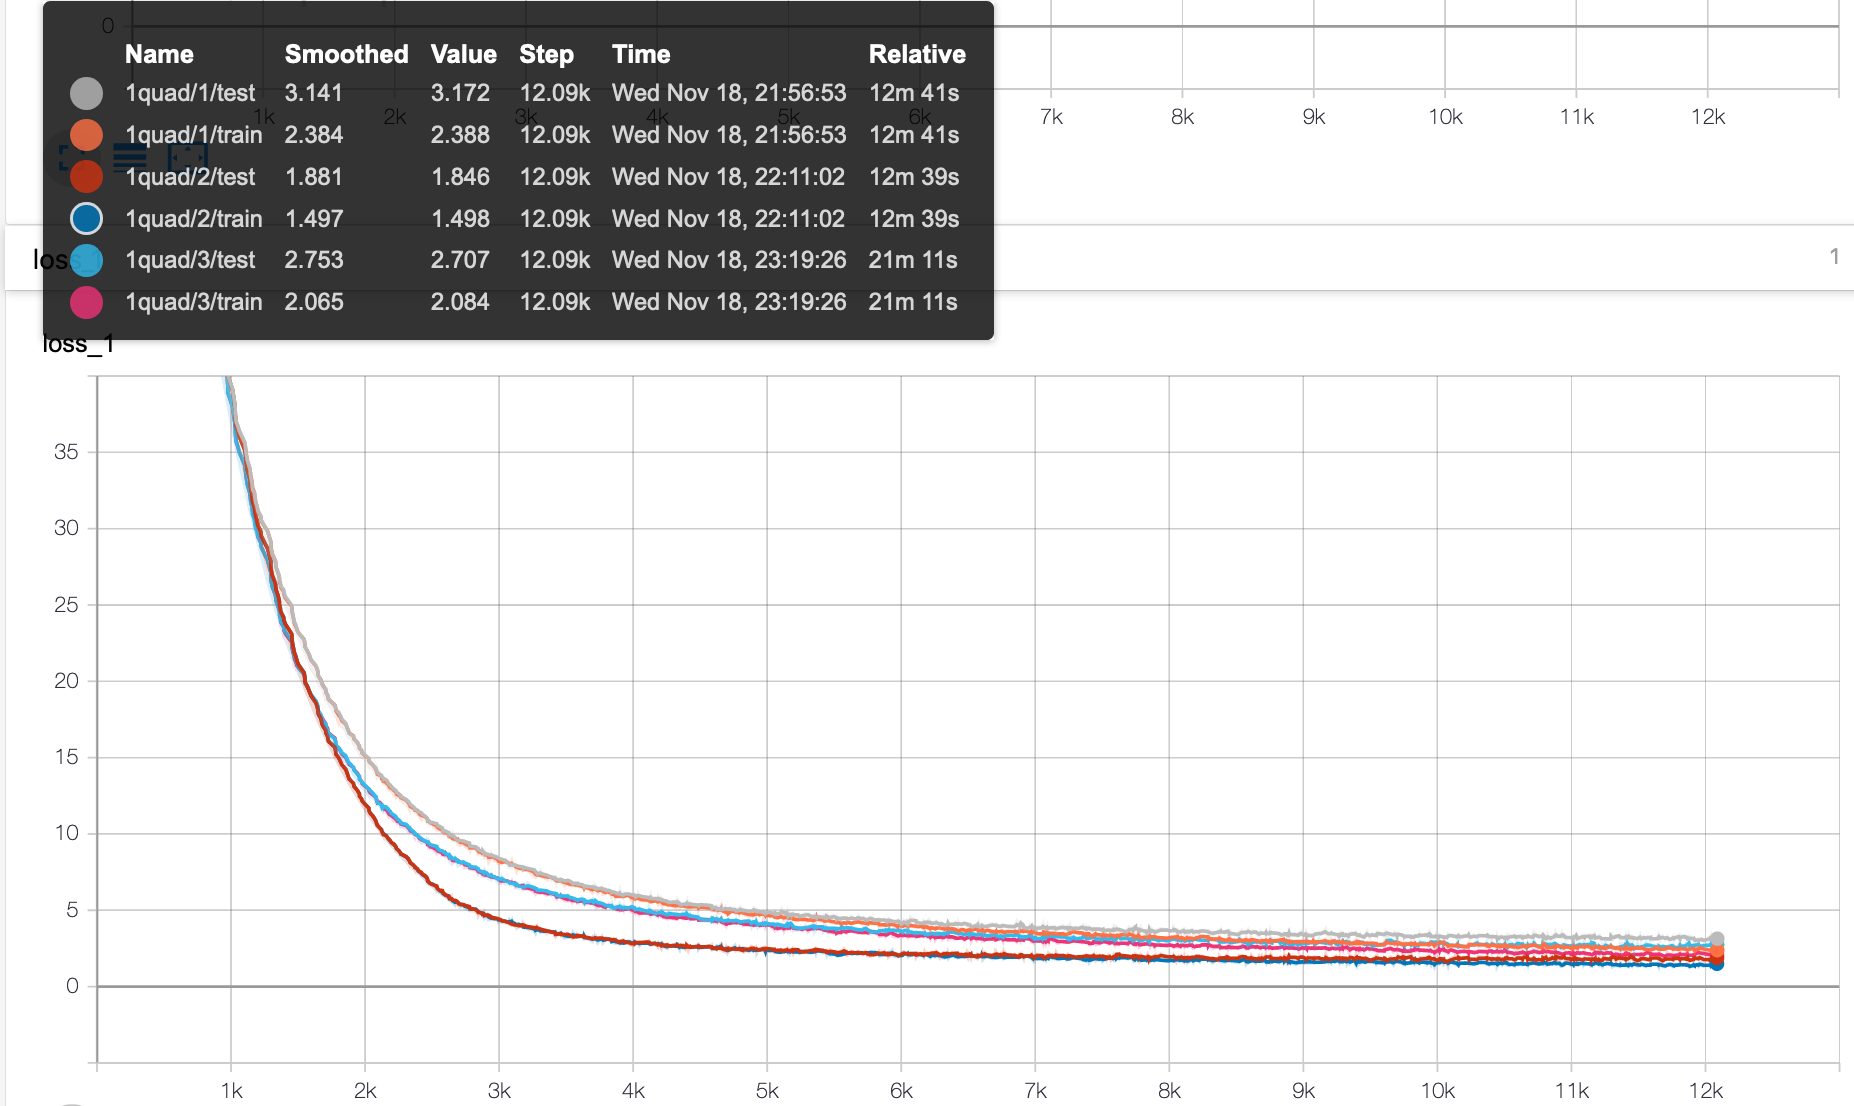 0
Name Smoothed Value Step Time Relative
1quad/1/test 3.141 3.172 12.09k Wed Nov 18, 21:56:53 12m 41s
1k 2k 3k 4k 5k 6k 7k 8k 9k 10k 11k 12k
1quad/1/train 2.384 2.388 12.09k Wed Nov 18, 21:56:53 12m 41s
1quad/2/test 1.881 1.846 12.09k Wed Nov 18, 22:11:02 12m 39s
1quad/2/train 1.497 1.498 12.09k Wed Nov 18, 22:11:02 12m 39s
loss_1 1
1quad/3/test 2.753 2.707 12.09k Wed Nov 18, 23:19:26 21m 11s
1quad/3/train 2.065 2.084 12.09k Wed Nov 18, 23:19:26 21m 11s
loss_1
35
30
25
20
15
10
5
0
1k 2k 3k 4k 5k 6k 7k 8k 9k 10k 11k 12k